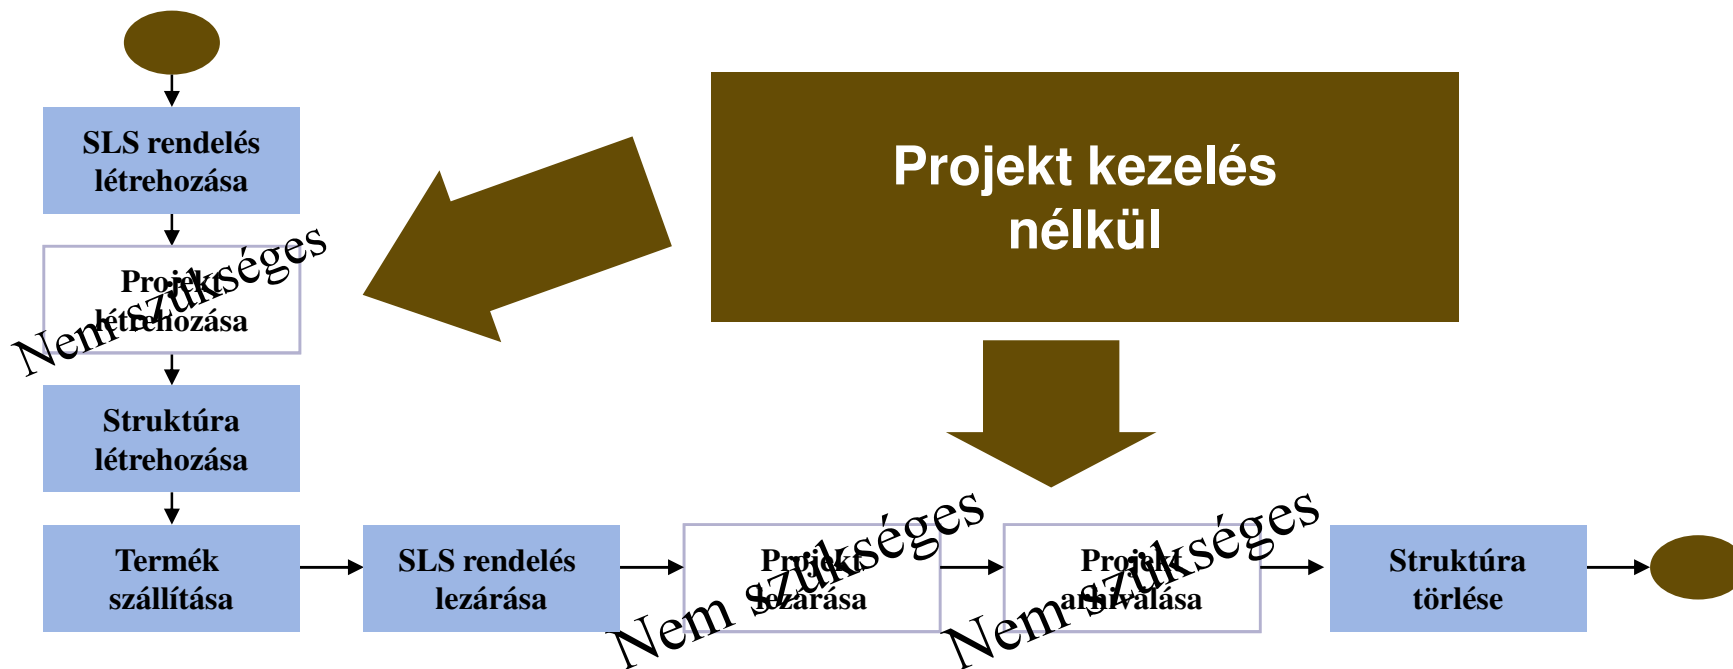 SLS rendelés
létrehozása
Projekt kezelés
nélkül
Projekt
létrehozása
Nem szükséges
Struktúra
létrehozása
Termék
szállítása
SLS rendelés
lezárása
Projekt
lezárása
Nem szükséges
Projekt
arhiválása
Nem szükséges
Struktúra
törlése